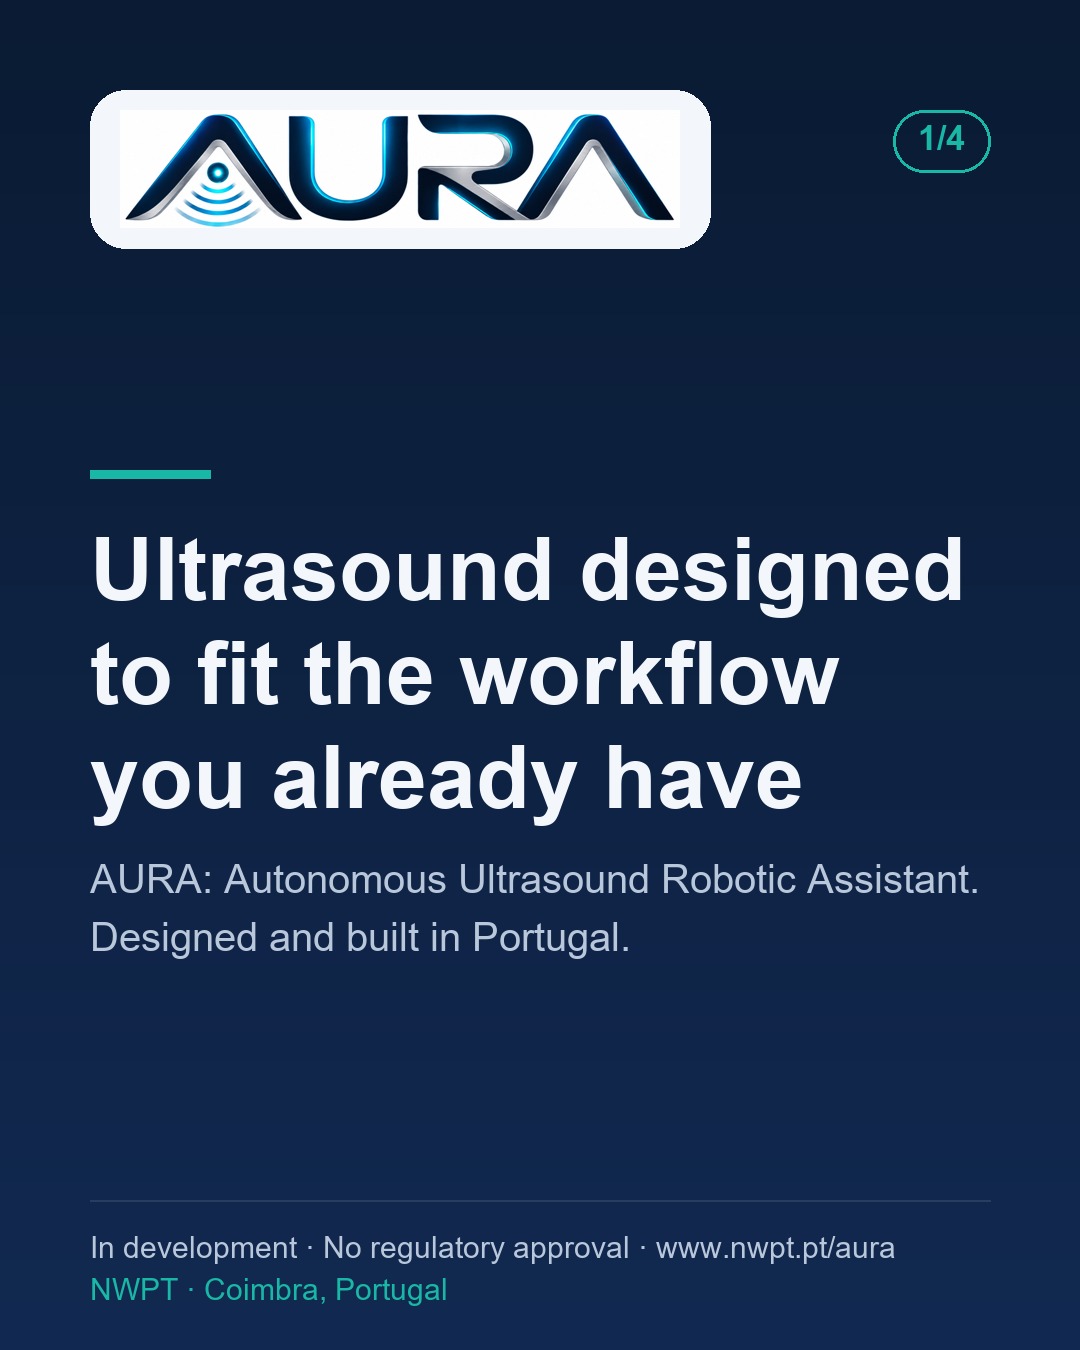 AURA
1/4
Ultrasound designed
to fit the workflow
you already have
AURA: Autonomous Ultrasound Robotic Assistant.
Designed and built in Portugal.
In development · No regulatory approval · www.nwpt.pt/aura
NWPT · Coimbra, Portugal